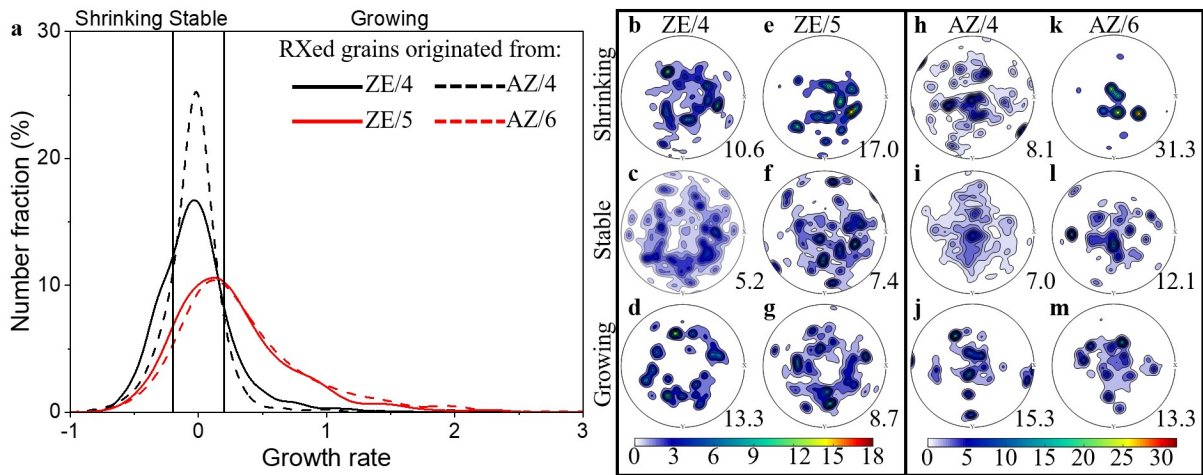 Shrinking Stable Growing
a
30
20
10
0
-1 0 1 2 3
Number fraction (%)
Growth rate
RXed grains originated from:
ZE/4 AZ/4
ZE/5 AZ/6
ZE/4 ZE/5 AZ/4 AZ/6
Shrinking
b e h k
X X X X
Y Y Y Y
10.6 17.0 8.1 31.3
Stable
c f i l
X X X X
Y Y Y Y
5.2 7.4 7.0 12.1
Growing
d g j m
X X X X
Y Y Y Y
13.3 8.7 15.3 13.3
0 3 6 9 12 15 18
0 5 10 15 20 25 30